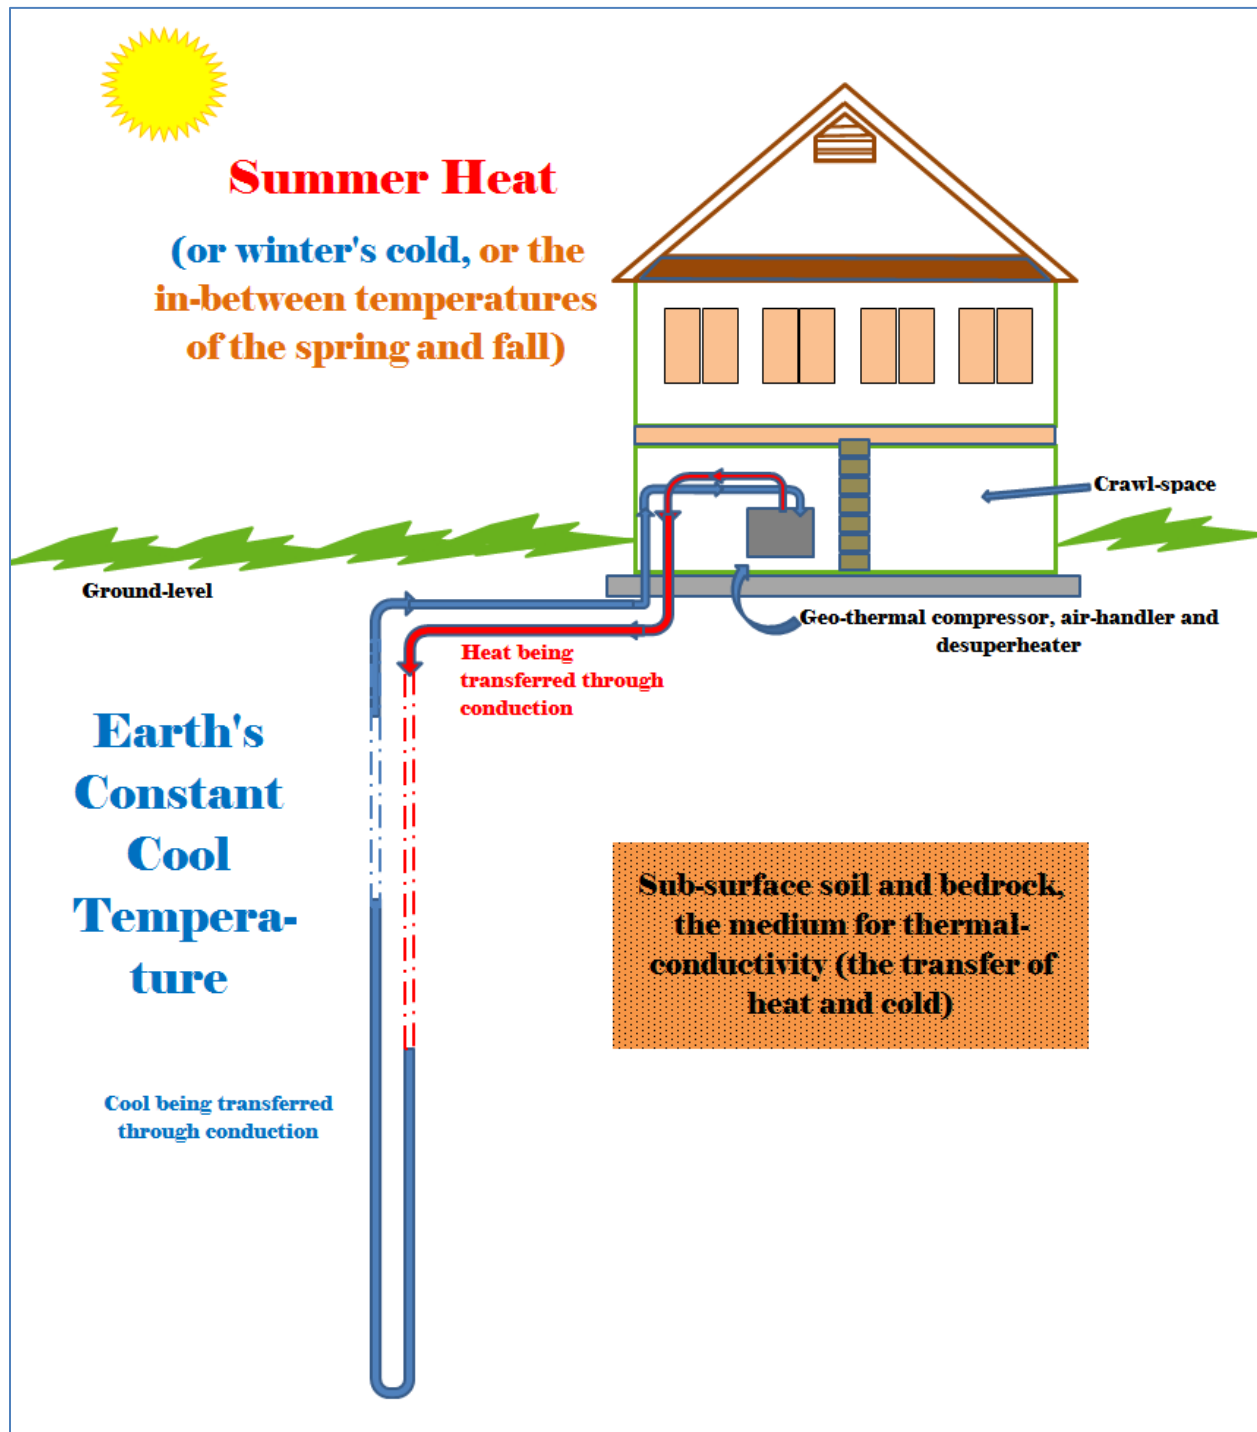 Summer Heat
(or winter's cold, or the
in-between temperatures
of the spring and fall)
Crawl-space
Ground-level
Geo-thermal compressor, air-handler and
desuperheater
Heat being
transferred through
conduction
Earth's
Constant
Cool
Tempera-
ture
Sub-surface soil and bedrock,
the medium for thermal-
conductivity (the transfer of
heat and cold)
Cool being transferred
through conduction